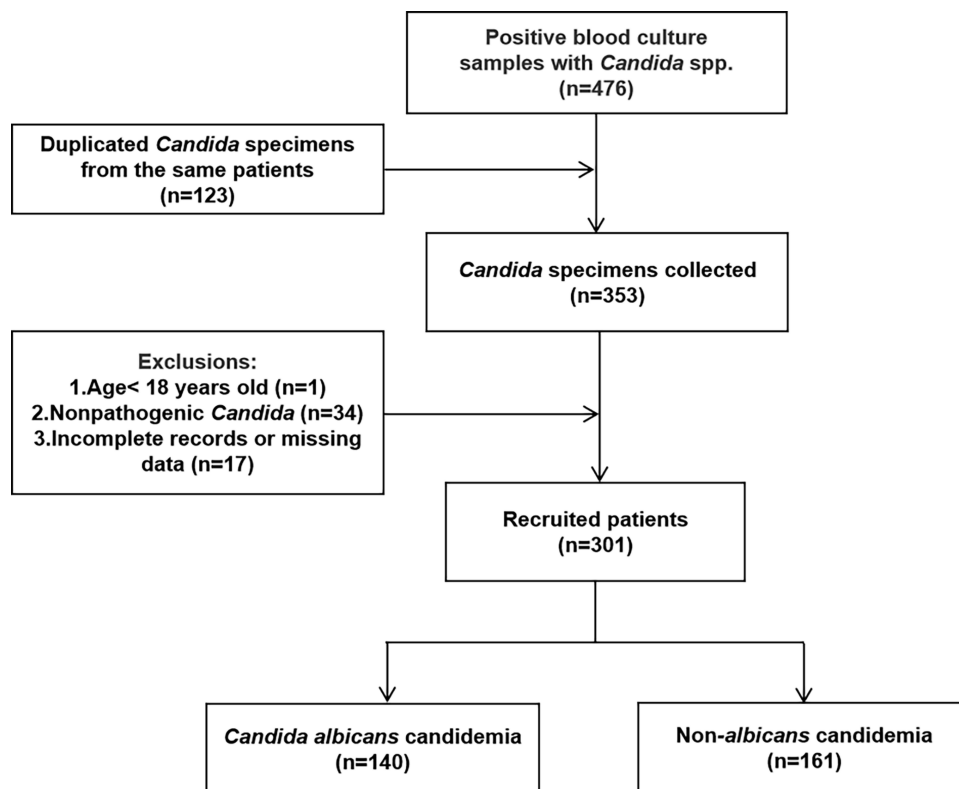 Positive blood culture
samples with Candida spp.
(n=476)
Duplicated Candida specimens
from the same patients
(n=123)
Candida specimens collected
(n=353)
Exclusions:
1.Age< 18 years old (n=1)
2.Nonpathogenic Candida (n=34)
3.Incomplete records or missing
data (n=17)
Recruited patients
(n=301)
Candida albicans candidemia
(n=140)
Non-albicans candidemia
(n=161)